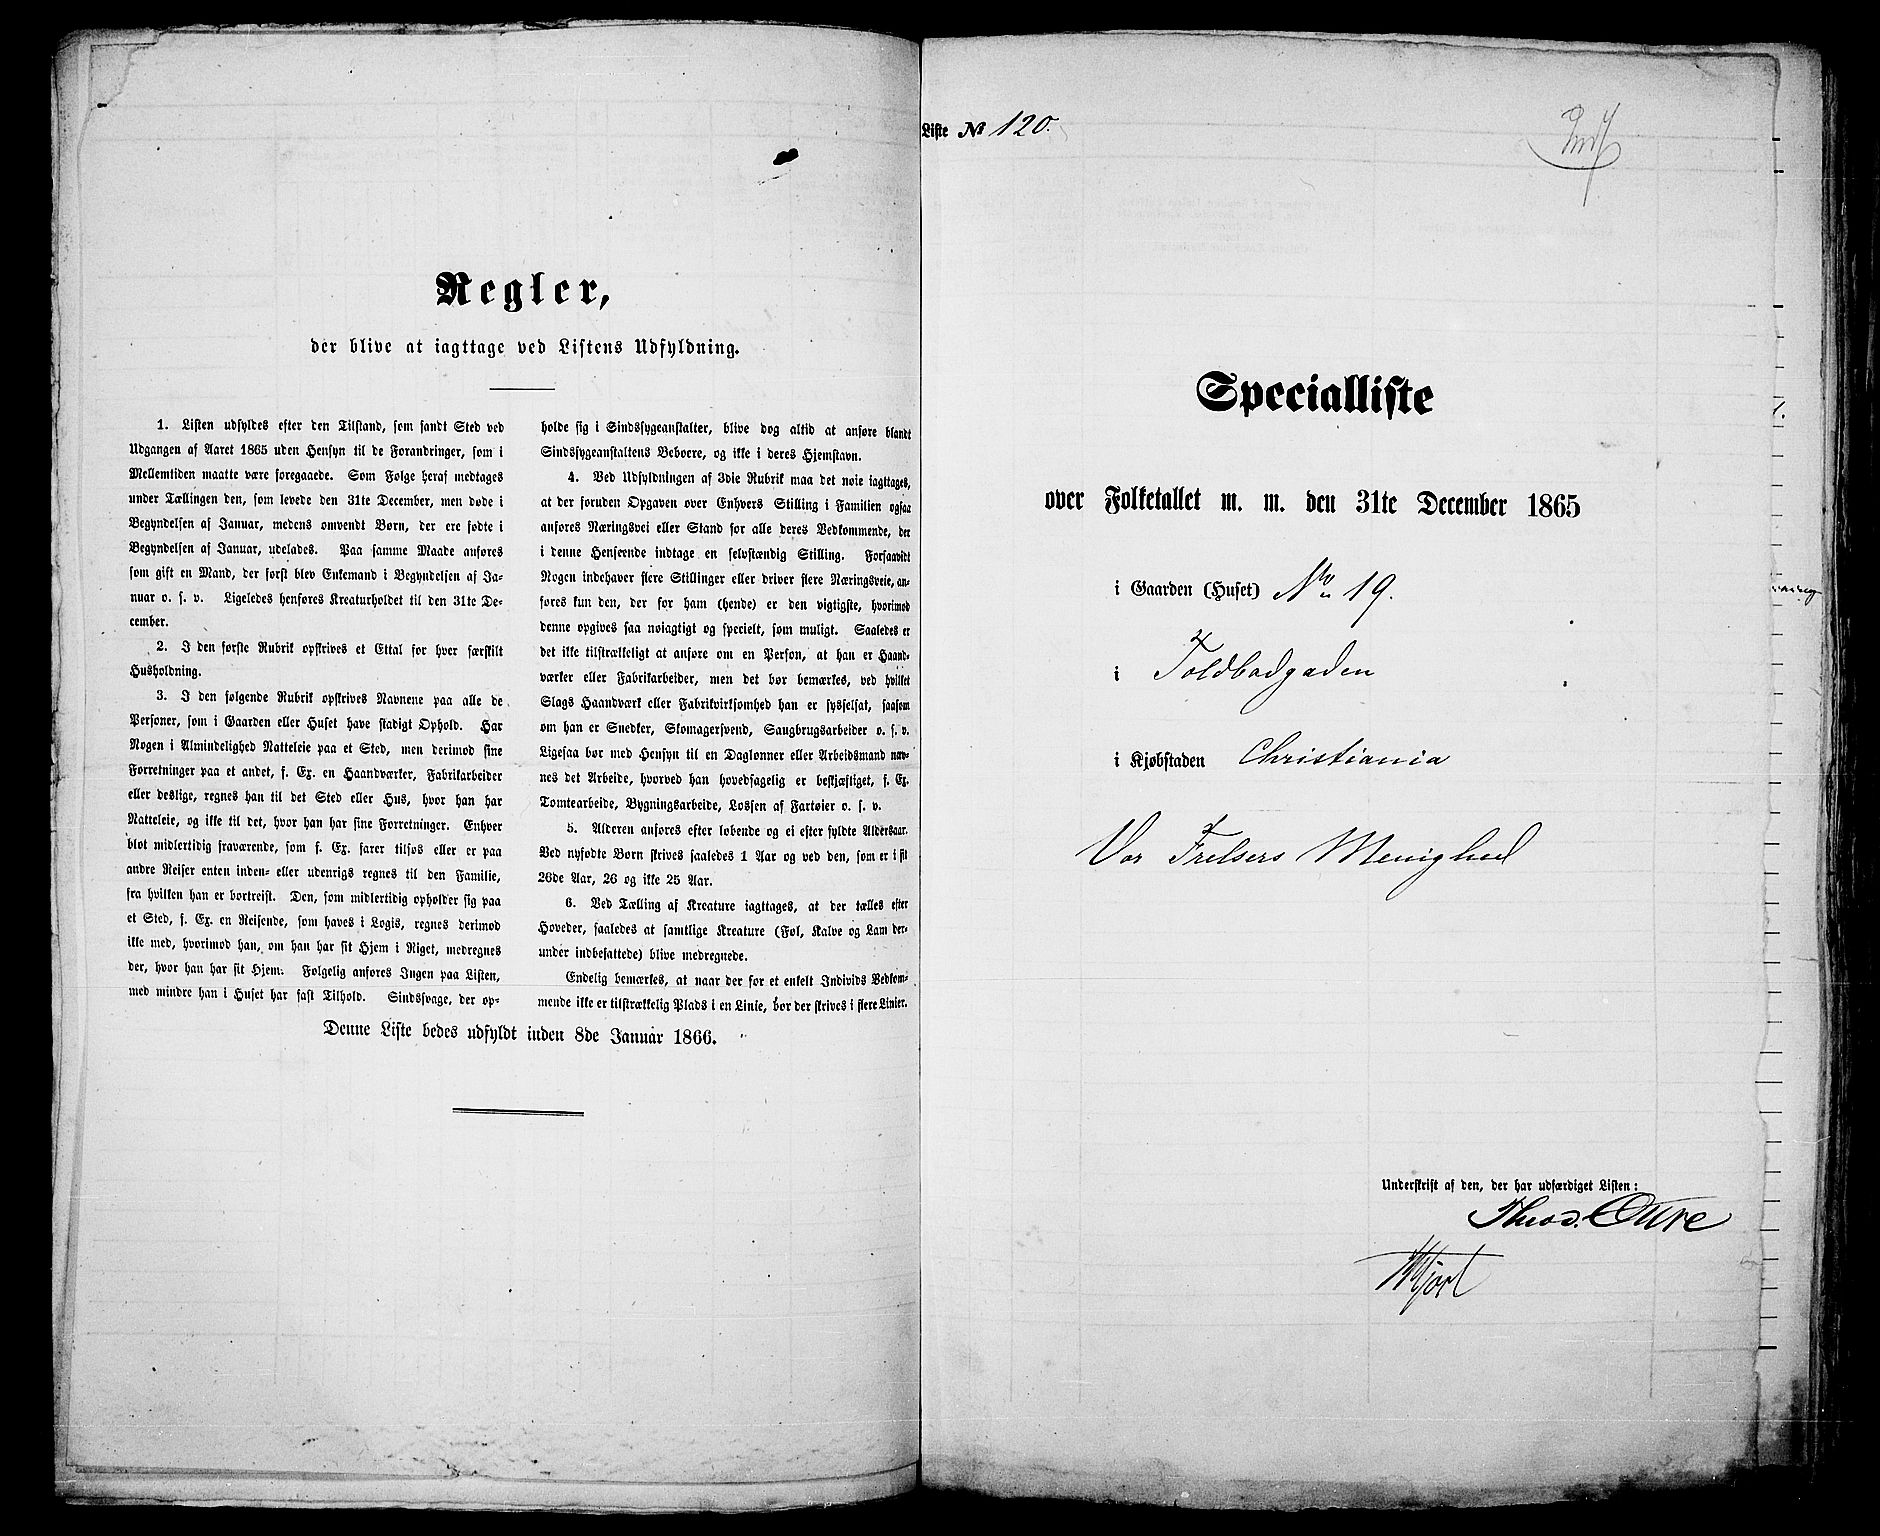 Regler,
der blive at iagttage ved Listens Udfyldning.
1. Listen udfyldes efter den Tilstand, som fandt Sted ved
Udgangen af Aaret 1865 uden Hensyn til de Forandringer, som i
Mellemtiden maatte være foregaaede. Som Følge heraf medtages
under Tællingen den, som levede den 31te December, men døde i
Begyndelsen af Januar, medens omvendt Børn, der ere fødte i
Begyndelsen af Januar, udelades. Paa samme Maade anføres
som gift en Mand, der først blev Enkemand i Begyndelsen af Ja-
nuar o. s. v. Ligeledes henføres Kreaturholdet til den 31te De-
cember.
2. I den første Rubrik opskrives et Ettal for hver særskilt
Husholdning.
3. I den følgende Rubrik opskrives Navnene paa alle de
Personer, som i Gaarden eller Huset have stadigt Ophold. Har
Nogen i Almindelighed Natteleie paa et Sted, men derimod sine
Forretninger paa et andet, f. Ex. en Haandværker, Fabrikarbeider
eller deslige, regnes han til det Sted eller Hus, hvor han har
Natteleie, og ikke til det, hvor han har sine Forretninger. Enhver
blot midlertidig fraværende, som f. Ex. farer tilsøs eller er paa
andre Reiser enten inden- eller udenrigs regnes til den Familie,
fra hvilken han er bortreist. Den, som midlertidig opholder sig paa
et Sted, f. Ex. en Reisende, som haves i Logis, regnes derimod
ikke med, hvorimod han, om han har sit Hjem i Riget, medregnes
der, hvor han har sit Hjem. Følgelig anføres Ingen paa Listen,
med mindre han i Huset har fast Tilhold. Sindssvage, der op-
holde sig i Sindssygeanstalter, blive dog altid at anføre blandt
Sindssygeanstaltens Beboere, og ikke i deres Hjemstavn.
4. Ved Udfyldningen af 3die Rubrik maa det nøie iagttages,
at der foruden Opgaven over Enhvers Stilling i Familien ogsaa
anføres Næringsvei eller Stand for alle deres Vedkommende, der
i denne Henseende indtage en selvstændig Stilling. Forsaavidt
Nogen indehaver flere Stillinger eller driver flere Næringsveie, an-
føres kun den, der for ham (hende) er den vigtigste, hvorimod
denne opgives saa nøiagtigt og specielt, som muligt. Saaledes er
det ikke tilstrækkeligt at anføre om en Person, at han er Haand-
værker eller Fabrikarbeider, men det bør bemærkes, ved hvilket
Slags Haandværk eller Fabrikvirksomhed han er sysselsat, saasom
om han er Snedker, Skomagersvend, Saugbrugsarbeider o. s. v.
Ligesaa bør med Hensyn til en Daglønner eller Arbeidsmand næv-
nes det Arbeide, hvorved han hovedsagelig er beskjæftiget, f. Ex.
Tomtearbeide, Bygningsarbeide, Lossen af Fartøier o. s. v.
5. Alderen anføres efter løbende og ei efter fyldte Aldersaar.
Ved nyfødte Børn skrives saaledes 1 Aar og ved den, som er i sit
26de Aar, 26 og ikke 25 Aar.
6. Ved Tælling af Kreature iagttages, at der tælles efter
Hoveder, saaledes at samtlige Kreature (Føl, Kalve og Lam der-
under indbefattede) blive medregnede.
Endelig bemærkes, at naar der for et enkelt Individs Vedkom-
mende ikke er tilstrækkelig Plads i en Linie, bør der skrives i flere Linier.
Denne Liste bedes udfyldt inden 8de Januar 1866.
Liste № 120.
Specialliste
over Folketallet m. m. den 31te December 1865
i Gaarden (Huset) No 19.
i Toldbodgaden
i Kjøbstaden Christiania
Vor Frelsers Menighed
Underskrift af den, der har udfærdiget Listen:
Theod.